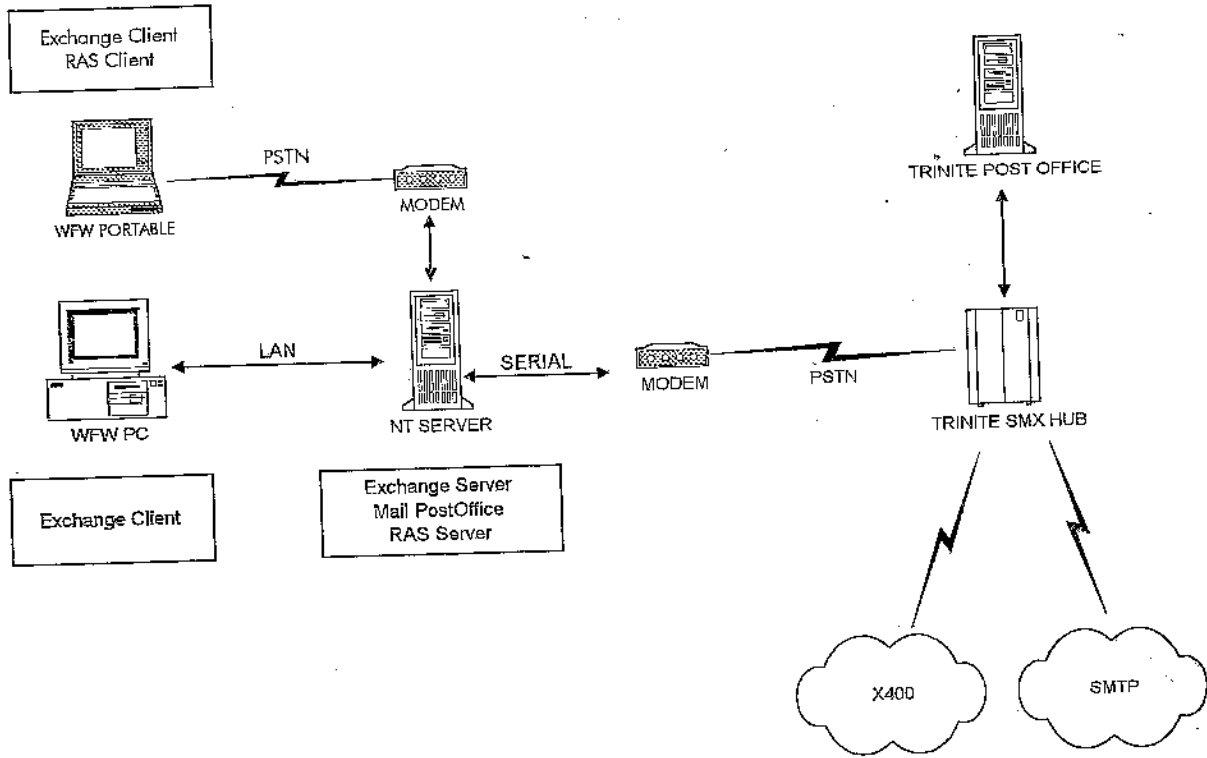 Exchange Client
RAS Client
PSTN
MODEM
WFW PORTABLE
TRINITE POST OFFICE
LAN
SERIAL
WFW PC
NT SERVER
MODEM
PSTN
TRINITE SMX HUB
Exchange Client
Exchange Server
Mail PostOffice
RAS Server
X400
SMTP